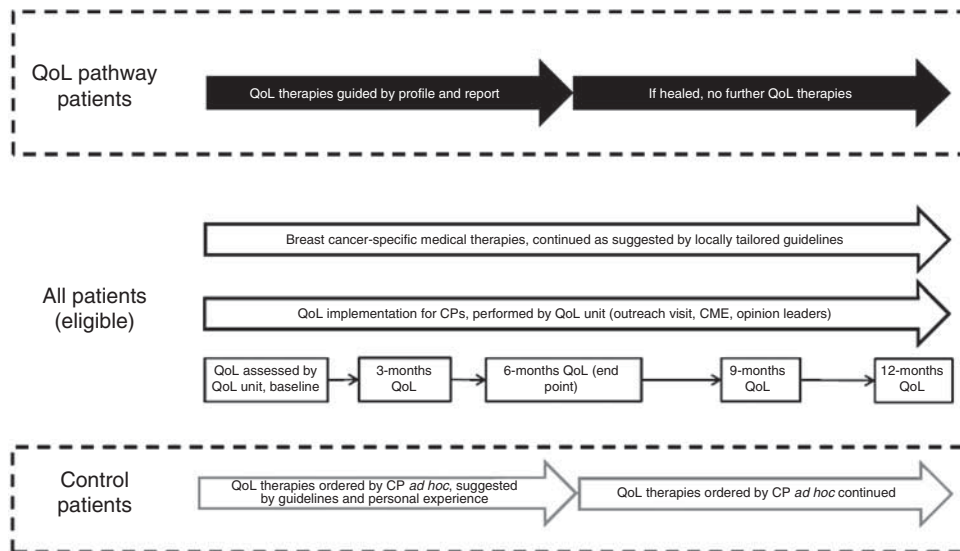 QoL pathway
patients
QoL therapies guided by profile and report
If healed, no further QoL therapies
Breast cancer-specific medical therapies, continued as suggested by locally tailored guidelines
All patients
(eligible)
QoL implementation for CPs, performed by QoL unit (outreach visit, CME, opinion leaders)
QoL assessed by
QoL unit, baseline
3-months
QoL
6-months QoL (end
point)
9-months
QoL
12-months
QoL
Control
patients
QoL therapies ordered by CP ad hoc, suggested
by guidelines and personal experience
QoL therapies ordered by CP ad hoc continued